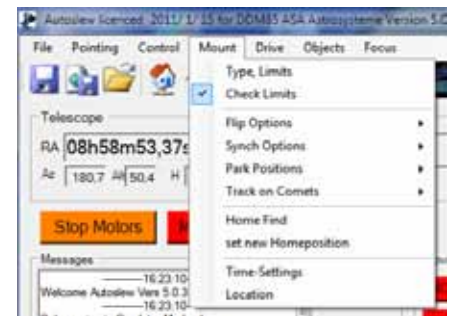 Autoslew licenced 2011/ 1/ 15 for DDM85 ASA Astrosysteme Version 5.0
File Pointing Control Mount Drive Objects Focus
Type, Limits
Check Limits
Flip Options
Synch Options
Park Positions
Track on Comets
Home Find
set new Homeposition
Time-Settings
Location
Telescope
RA 08h58m53,37s
Az 180,7 Alt 50,4 H
Stop Motors
Messages
16:23:10
Welcome Autoslew Vers 5.0.3
16:23:10